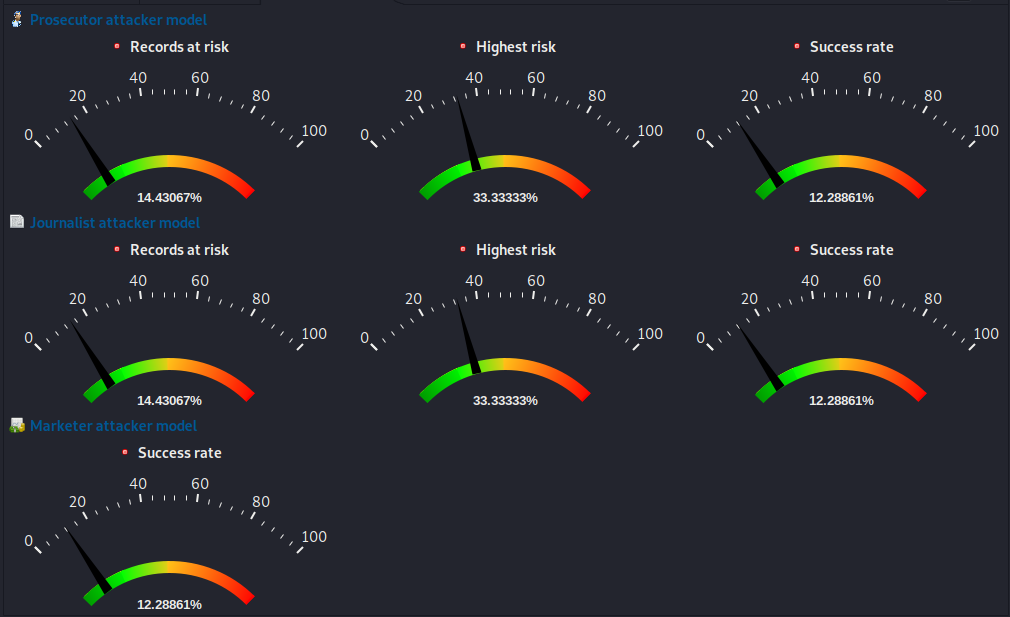 Prosecutor attacker model
Records at risk Highest risk Success rate
0 20 40 60 80 100 0 20 40 60 80 100 0 20 40 60 80 100
14.43067% 33.33333% 12.28861%
Journalist attacker model
Records at risk Highest risk Success rate
0 20 40 60 80 100 0 20 40 60 80 100 0 20 40 60 80 100
14.43067% 33.33333% 12.28861%
Marketer attacker model
Success rate
0 20 40 60 80 100
12.28861%